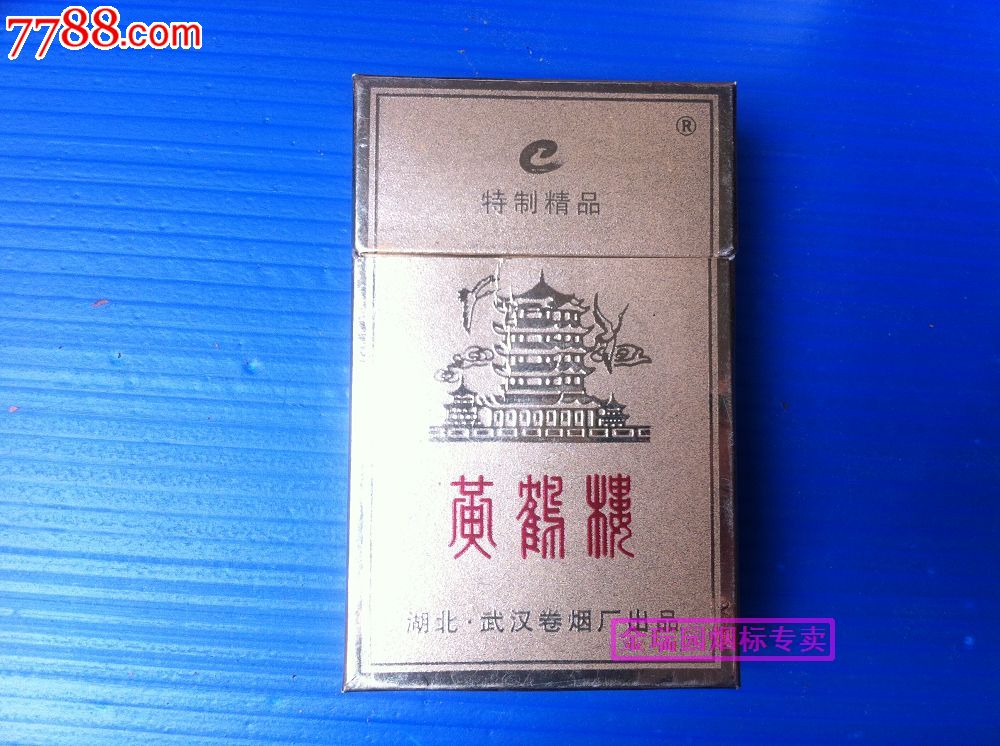 7788.com
®
特制精品
黄鹤楼
湖北·武汉卷烟厂出品
金瑞园烟标专卖